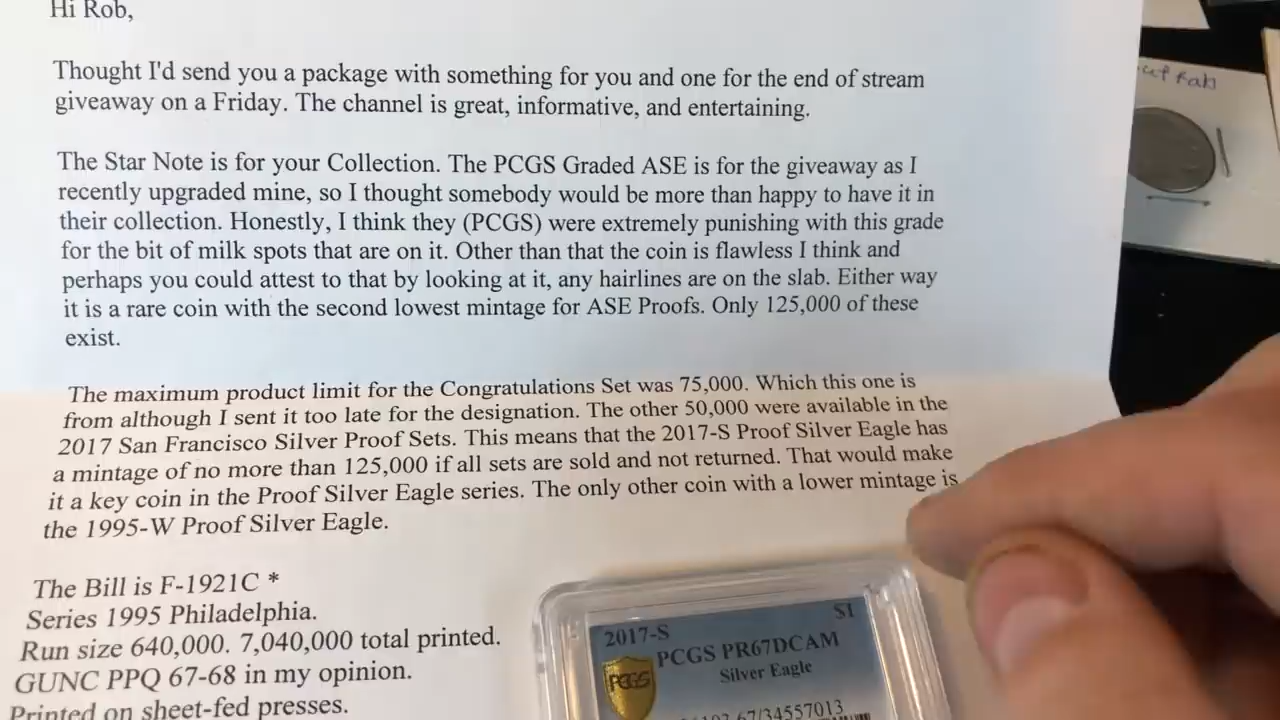 Hi Rob,
Thought I'd send you a package with something for you and one for the end of stream
giveaway on a Friday. The channel is great, informative, and entertaining.
The Star Note is for your Collection. The PCGS Graded ASE is for the giveaway as I
recently upgraded mine, so I thought somebody would be more than happy to have it in
their collection. Honestly, I think they (PCGS) were extremely punishing with this grade
for the bit of milk spots that are on it. Other than that the coin is flawless I think and
perhaps you could attest to that by looking at it, any hairlines are on the slab. Either way
it is a rare coin with the second lowest mintage for ASE Proofs. Only 125,000 of these
exist.
The maximum product limit for the Congratulations Set was 75,000. Which this one is
from although I sent it too late for the designation. The other 50,000 were available in the
2017 San Francisco Silver Proof Sets. This means that the 2017-S Proof Silver Eagle has
a mintage of no more than 125,000 if all sets are sold and not returned. That would make
it a key coin in the Proof Silver Eagle series. The only other coin with a lower mintage is
the 1995-W Proof Silver Eagle.
The Bill is F-1921C *
Series 1995 Philadelphia.
Run size 640,000. 7,040,000 total printed.
GUNC PPQ 67-68 in my opinion.
Printed on sheet-fed presses.
2017-S $1
PCGS PR67DCAM
Silver Eagle
PCGS
67/34557013